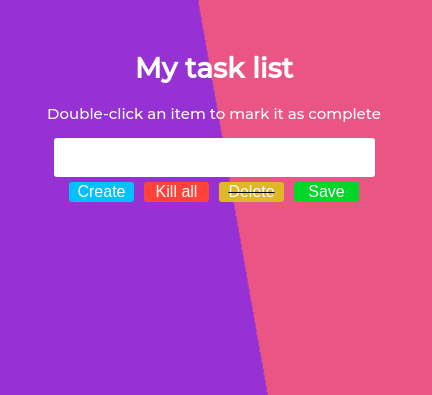 My task list
Double-click an item to mark it as complete
Create Kill all Delete Save